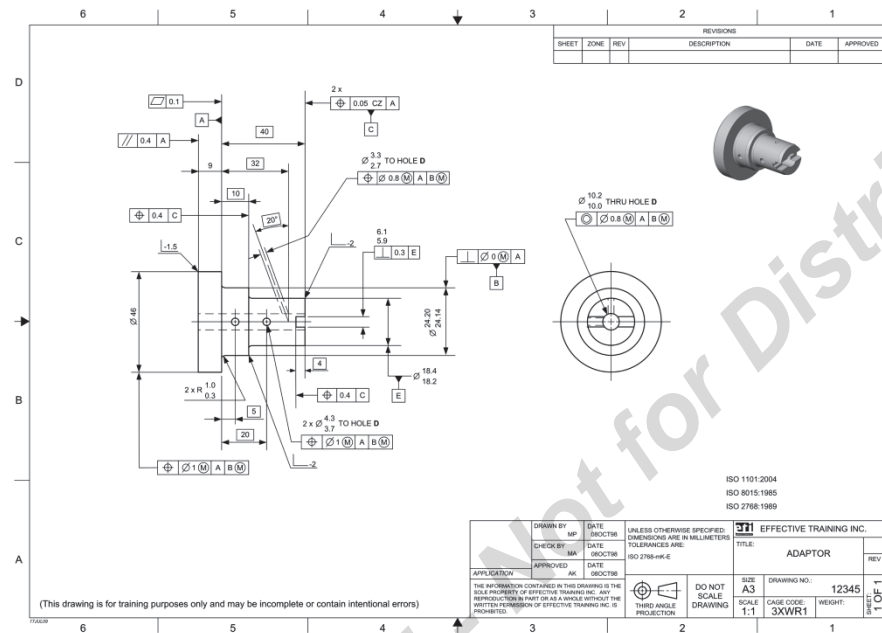 6 5 4 3 2 1
REVISIONS
SHEET ZONE REV DESCRIPTION DATE APPROVED
D
C
B
A
0.1
2 x
0.05 CZ A
A
C
40
// 0.4 A
9 32
Ø 3.3 2.7 TO HOLE D
Ø 0.8 Ⓜ A B Ⓜ
10
0.4 C
20°
-2
6.1
5.9
0.3 E
Ø 0 Ⓜ A
B
-1.5
Ø 46
Ø 24.20 24.14
Ø 10.2 10.0 THRU HOLE D
Ø 0.8 Ⓜ A B Ⓜ
4
Ø 18.4 18.2
E
0.4 C
2 x R 1.0 0.3
5
20
2 x Ø 4.3 3.7 TO HOLE D
Ø 1 Ⓜ A B Ⓜ
-2
Ø 1 Ⓜ A B Ⓜ
ISO 1101:2004
ISO 8015:1985
ISO 2768:1989
DRAWN BY MP DATE 08OCT98
CHECK BY MA DATE 08OCT98
APPROVED AK DATE 08OCT98
APPLICATION
UNLESS OTHERWISE SPECIFIED:
DIMENSIONS ARE IN MILLIMETERS
TOLERANCES ARE:
ISO 2768-mK-E
eti EFFECTIVE TRAINING INC.
TITLE:
ADAPTOR
REV
THE INFORMATION CONTAINED IN THIS DRAWING IS THE
SOLE PROPERTY OF EFFECTIVE TRAINING INC. ANY
REPRODUCTION IN PART OR AS A WHOLE WITHOUT THE
WRITTEN PERMISSION OF EFFECTIVE TRAINING INC. IS
PROHIBITED.
THIRD ANGLE
PROJECTION
DO NOT
SCALE
DRAWING
SIZE
A3
DRAWING NO.:
12345
SCALE
1:1
CAGE CODE:
3XWR1
WEIGHT:
SHEET
1 OF 1
(This drawing is for training purposes only and may be incomplete or contain intentional errors)
17JUL09
6 5 4 3 2 1
- Not for Distri